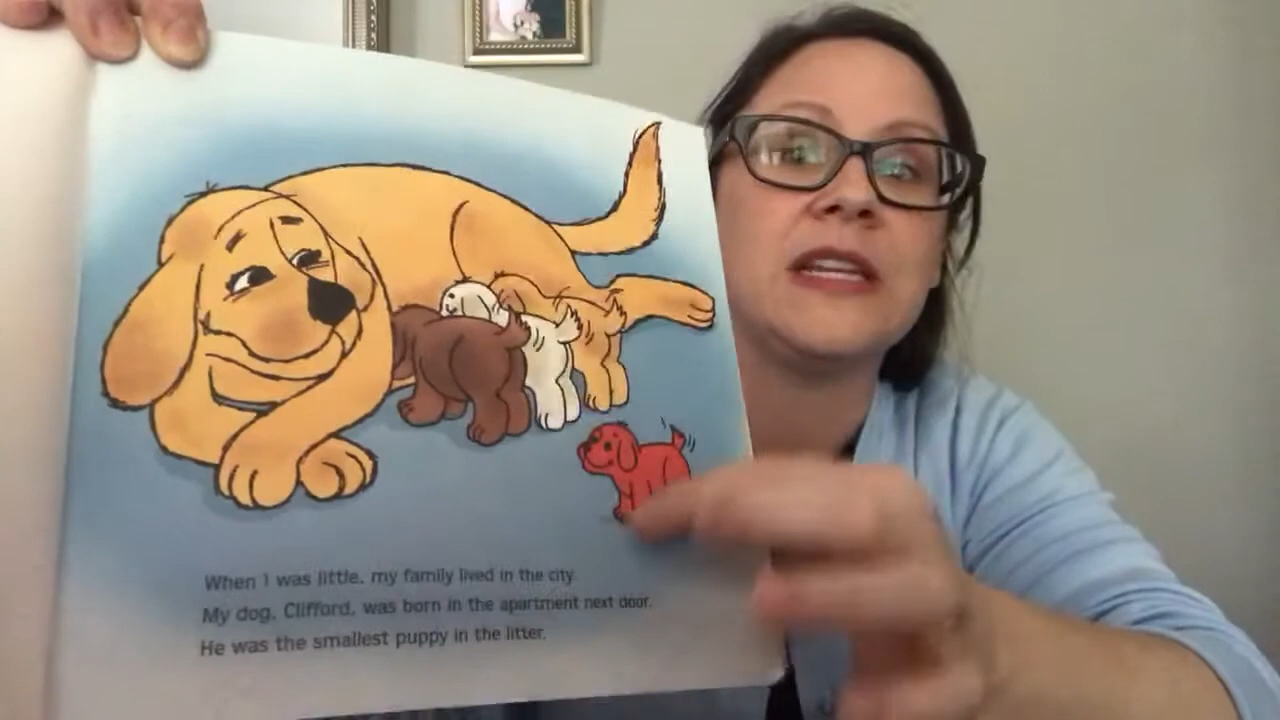 When I was little, my family lived in the city.
My dog, Clifford, was born in the apartment next door.
He was the smallest puppy in the litter.